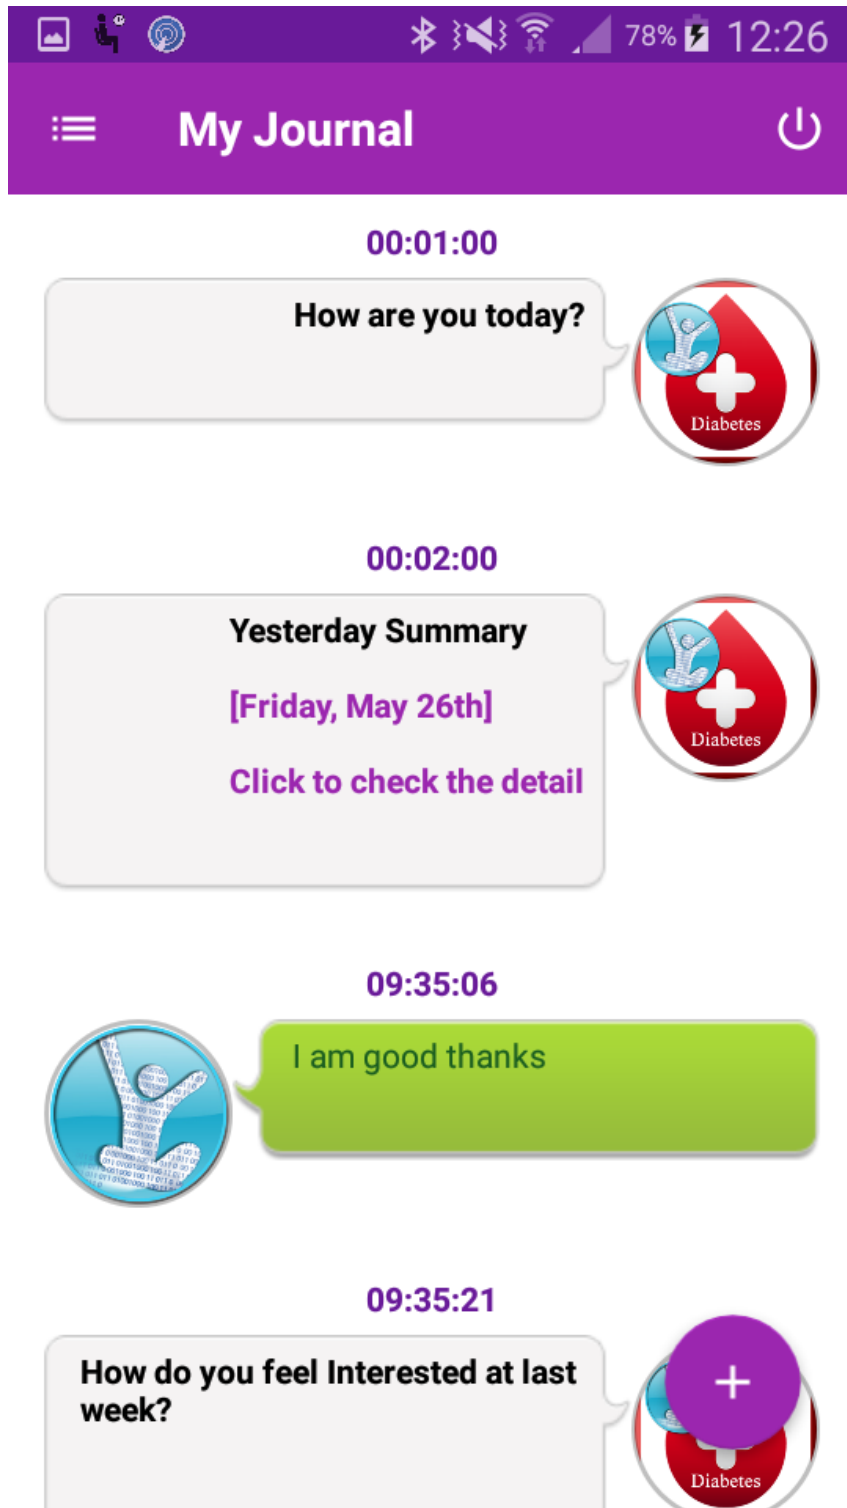 78% 12:26
My Journal
00:01:00
How are you today?
Diabetes
00:02:00
Yesterday Summary
[Friday, May 26th]
Click to check the detail
Diabetes
09:35:06
I am good thanks
09:35:21
How do you feel Interested at last
week?
+
Diabetes